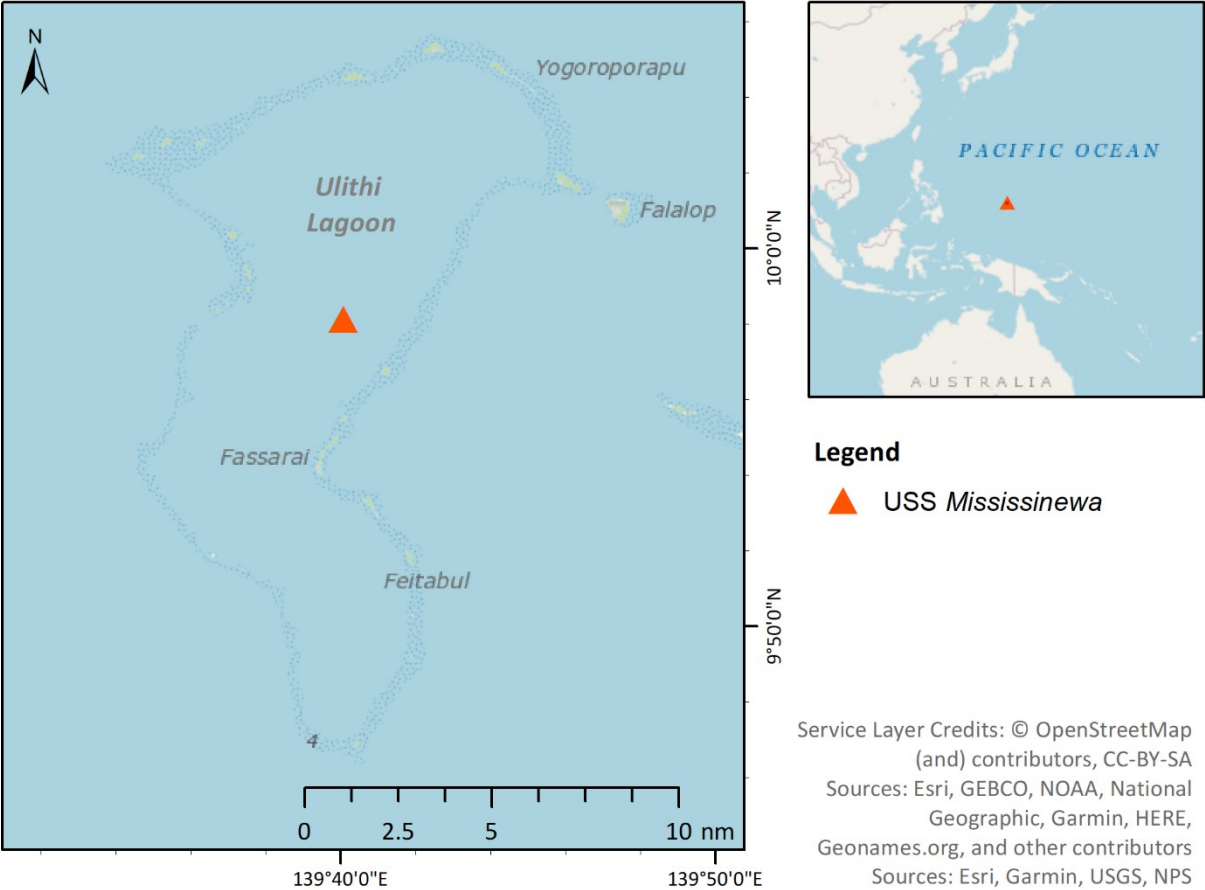 N
Yogoroporapu
Ulithi
Lagoon
Falalop
10°0'0"N
Fassarai
Feitabul
9°50'0"N
4
0 2.5 5 10 nm
139°40'0"E 139°50'0"E
PACIFIC OCEAN
AUSTRALIA
Legend
USS Mississinewa
Service Layer Credits: © OpenStreetMap
(and) contributors, CC-BY-SA
Sources: Esri, GEBCO, NOAA, National
Geographic, Garmin, HERE,
Geonames.org, and other contributors
Sources: Esri, Garmin, USGS, NPS